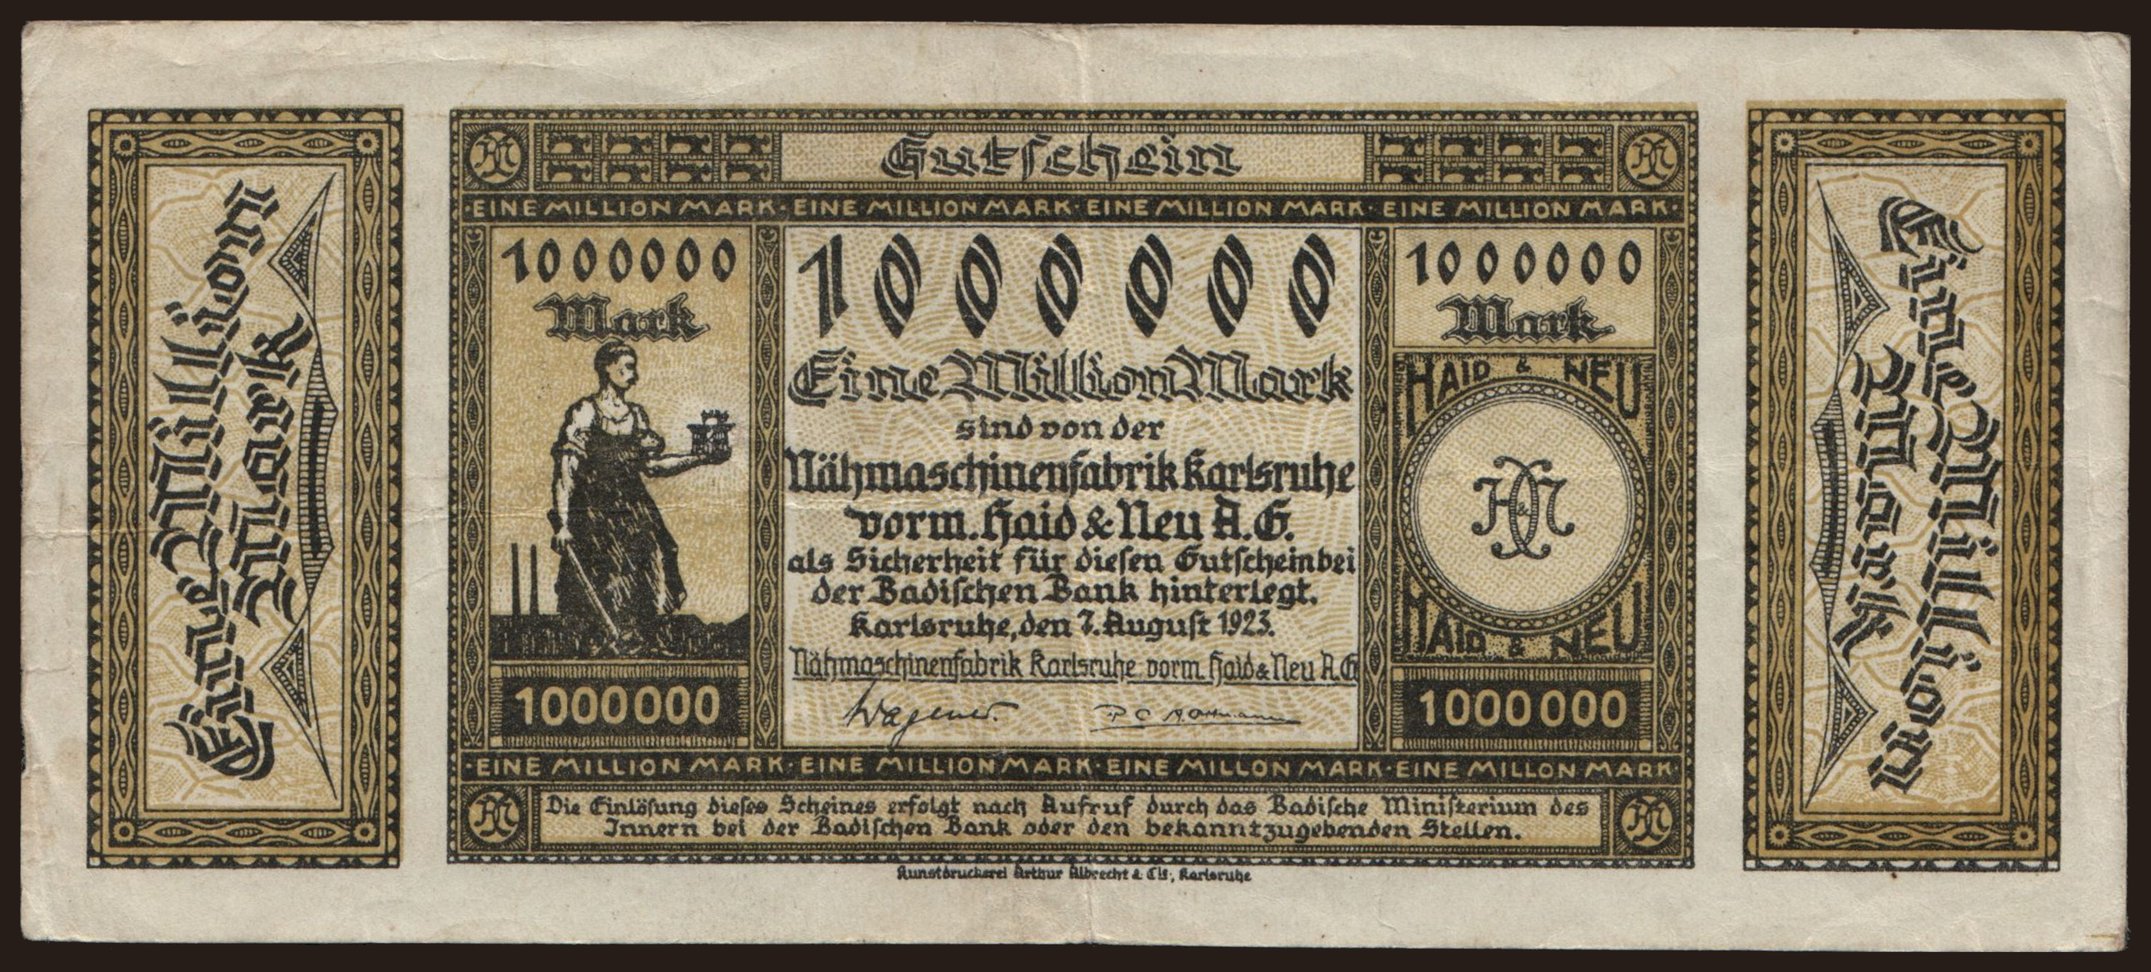 Eine Million
Mark
Gutschein
EINE MILLION MARK·EINE MILLION MARK·EINE MILLION MARK·EINE MILLION MARK·
1000000
Mark
1000000
1000000
Eine Million Mark
sind von der
Nähmaschinenfabrik Karlsruhe
vorm. Haid & Neu A.G.
als Sicherheit für diesen Gutschein bei
der Badischen Bank hinterlegt.
Karlsruhe, den 7. August 1923.
Nähmaschinenfabrik Karlsruhe vorm. Haid & Neu A.G.
Wagener.
1000000
Mark
HAID & NEU
H&N
HAID & NEU
1000000
·EINE MILLION MARK·EINE MILLION MARK·EINE MILLON MARK·EINE MILLON MARK
Die Einlösung dieses Scheines erfolgt nach Aufruf durch das Badische Ministerium des
Innern bei der Badischen Bank oder den bekanntzugebenden Stellen.
Kunstdruckerei Arthur Albrecht & Cie, Karlsruhe
Eine Million
Mark